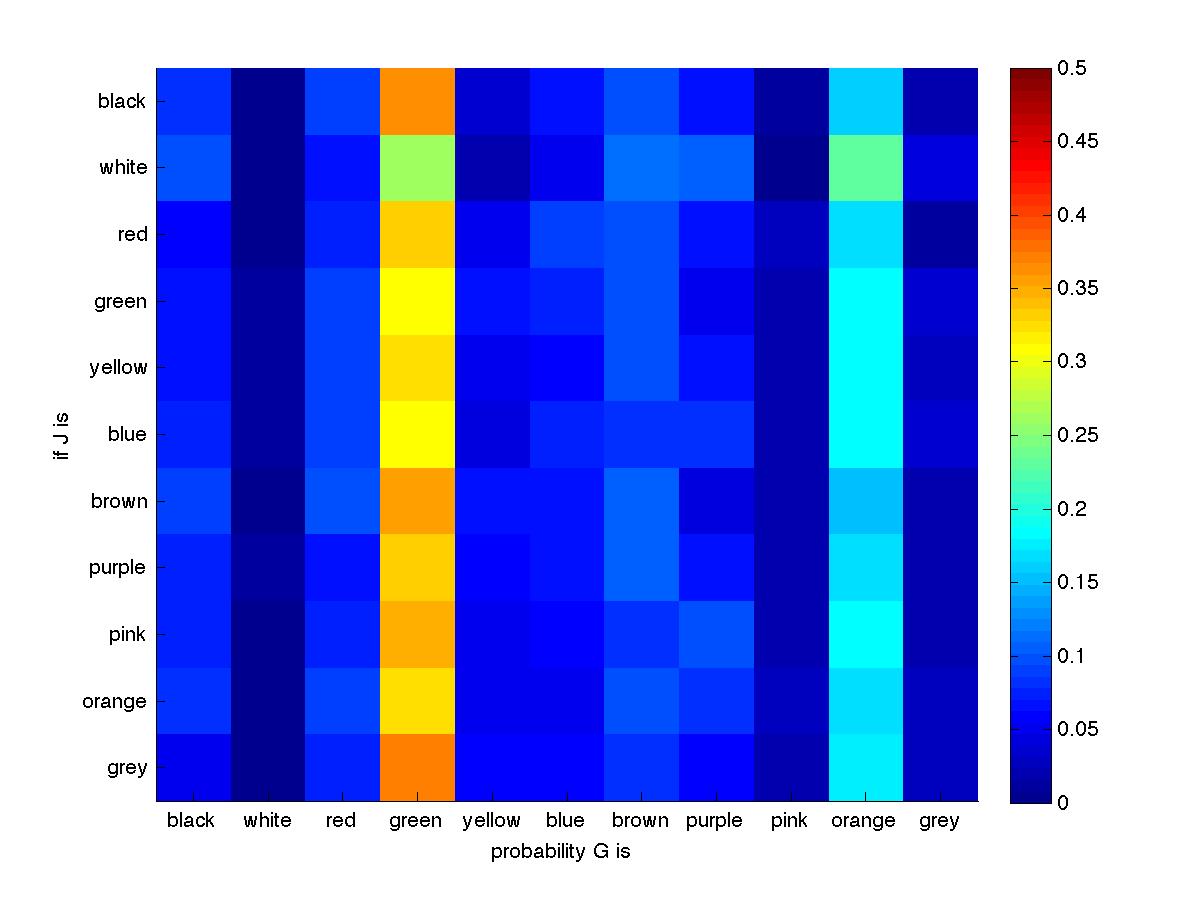 black
white
red
green
yellow
blue
brown
purple
pink
orange
grey
if J is
black white red green yellow blue brown purple pink orange grey
probability G is
0.5
0.45
0.4
0.35
0.3
0.25
0.2
0.15
0.1
0.05
0